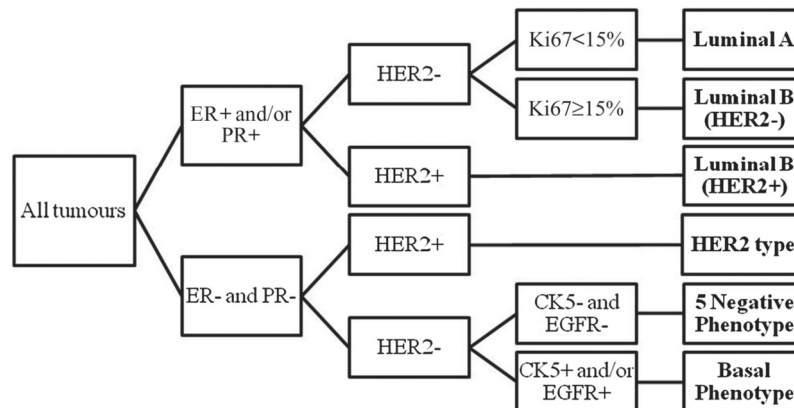 All tumours
ER+ and/or
PR+
ER- and PR-
HER2-
HER2+
HER2+
HER2-
Ki67<15%
Ki67≥15%
CK5- and
EGFR-
CK5+ and/or
EGFR+
Luminal A
Luminal B
(HER2-)
Luminal B
(HER2+)
HER2 type
5 Negative
Phenotype
Basal
Phenotype